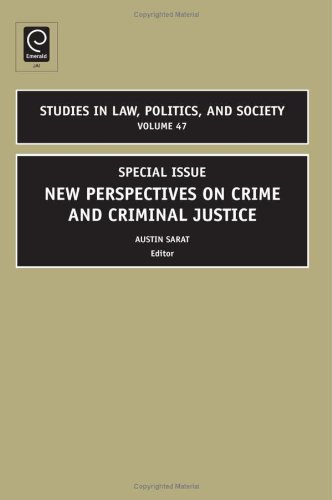 Emerald
JAI
STUDIES IN LAW, POLITICS, AND SOCIETY
VOLUME 47
SPECIAL ISSUE
NEW PERSPECTIVES ON CRIME
AND CRIMINAL JUSTICE
AUSTIN SARAT
Editor